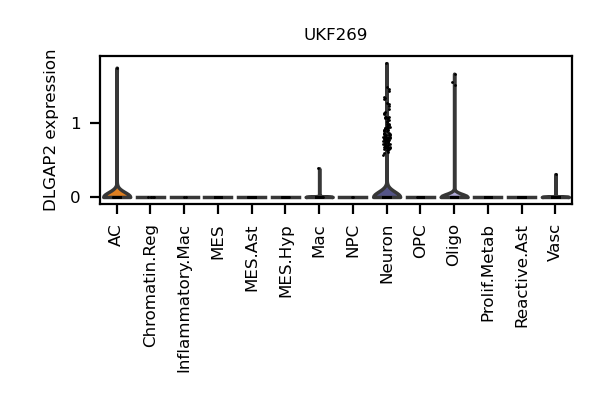 UKF269
DLGAP2 expression
1
0
AC
Chromatin.Reg
Inflammatory.Mac
MES
MES.Ast
MES.Hyp
Mac
NPC
Neuron
OPC
Oligo
Prolif.Metab
Reactive.Ast
Vasc